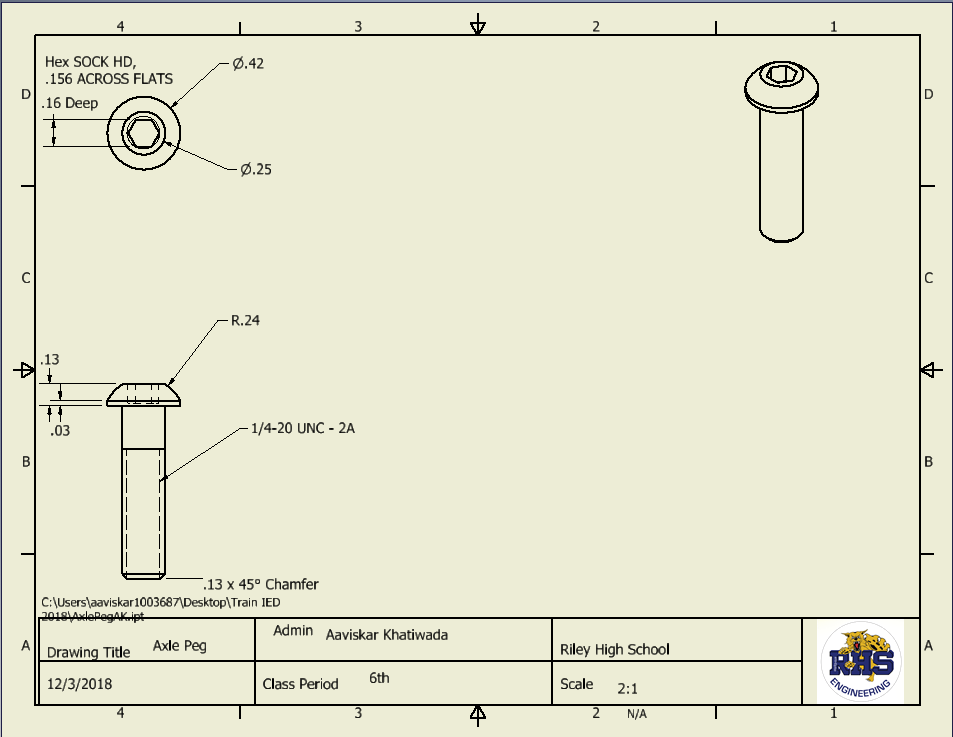 4 3 2 1
Hex SOCK HD,
.156 ACROSS FLATS
Ø.42
D D
.16 Deep
Ø.25
C C
R.24
.13
.03
1/4-20 UNC - 2A
B B
.13 x 45° Chamfer
C:\Users\aaviskar1003687\Desktop\Train IED
2018\AxlePegAK.ipt
A A
Drawing Title Axle Peg
Admin Aaviskar Khatiwada
Riley High School
RHS
ENGINEERING
12/3/2018
Class Period 6th
Scale 2:1
4 3 2 N/A 1